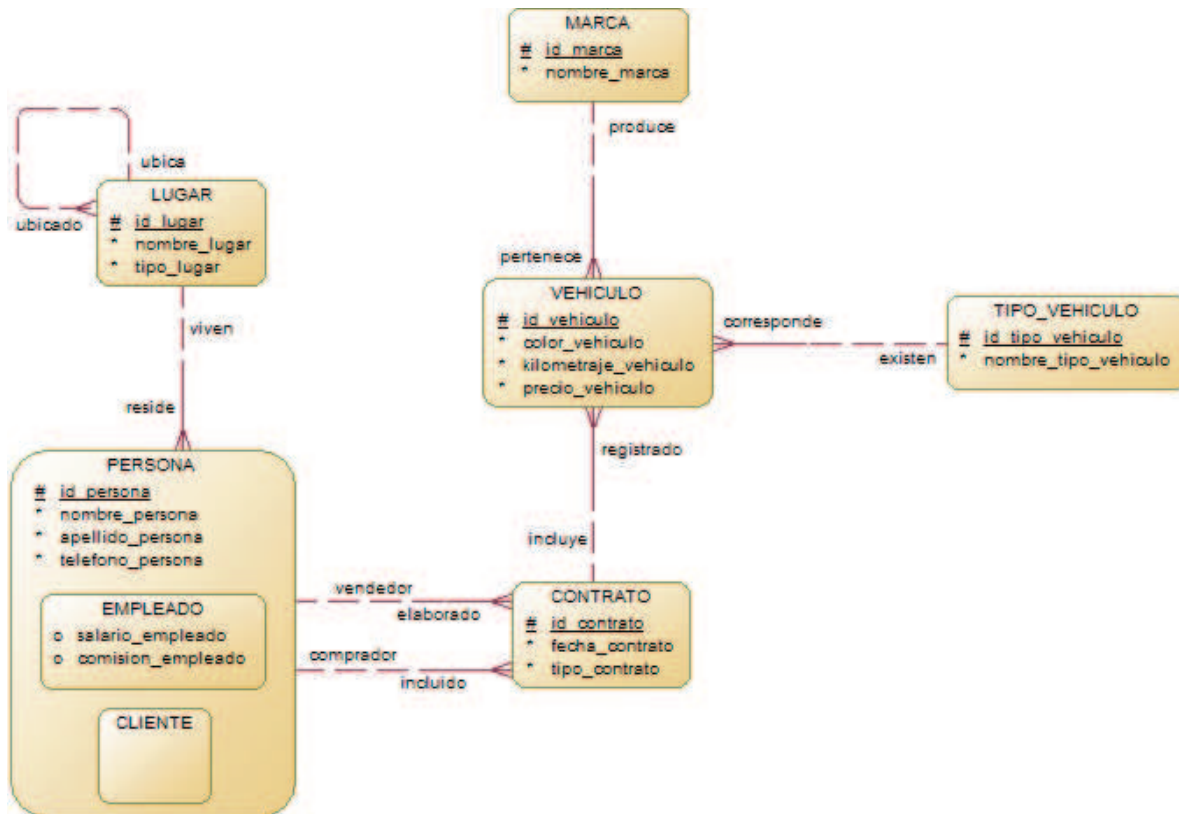 MARCA
# id_marca
* nombre_marca
produce
ubica
LUGAR
ubicado
# id_lugar
* nombre_lugar
* tipo_lugar
pertenece
VEHICULO
# id_vehiculo
* color_vehiculo
* kilometraje_vehiculo
* precio_vehiculo
corresponde
existen
TIPO_VEHICULO
# id_tipo_vehiculo
* nombre_tipo_vehiculo
viven
reside
registrado
incluye
PERSONA
# id_persona
* nombre_persona
* apellido_persona
* telefono_persona
EMPLEADO
o salario_empleado
o comision_empleado
CLIENTE
vendedor
elaborado
comprador
incluido
CONTRATO
# id_contrato
* fecha_contrato
* tipo_contrato